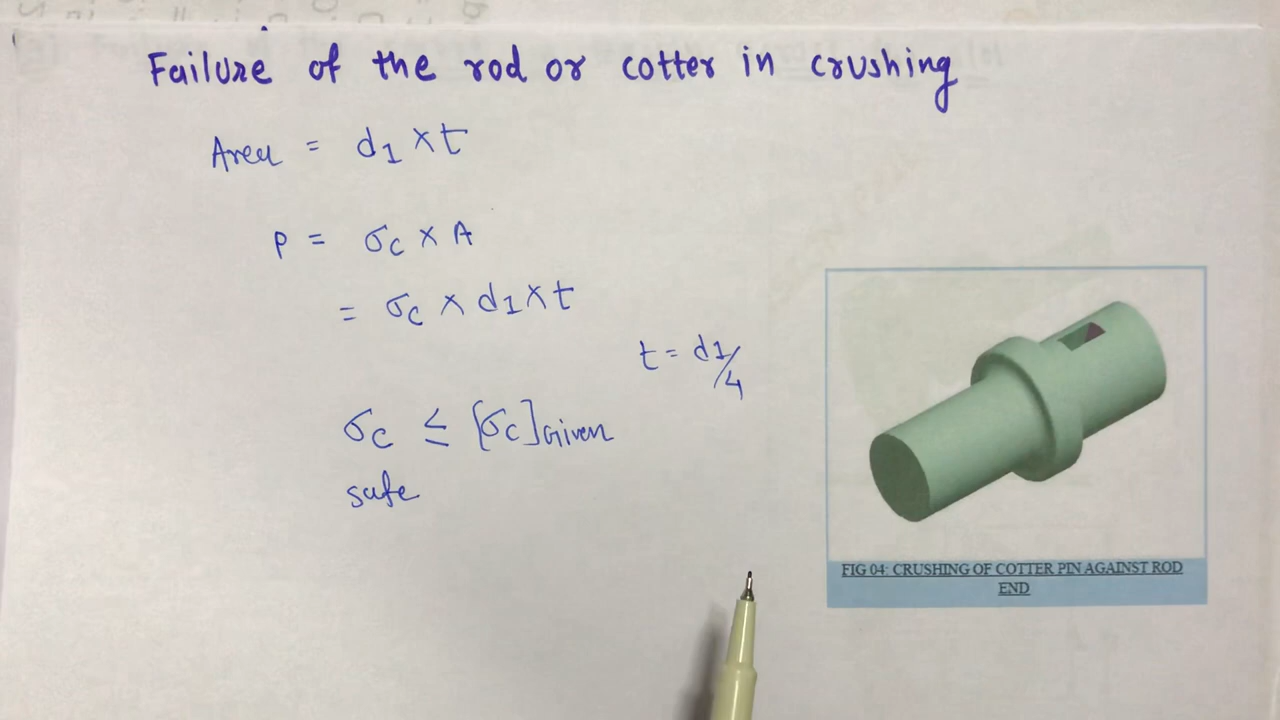 Failure of the rod or cotter in crushing
Area = d1 × t
P = σc × A
= σc × d1 × t
t = d1/4
σc ≤ [σc]Given
safe
FIG 04: CRUSHING OF COTTER PIN AGAINST ROD
END